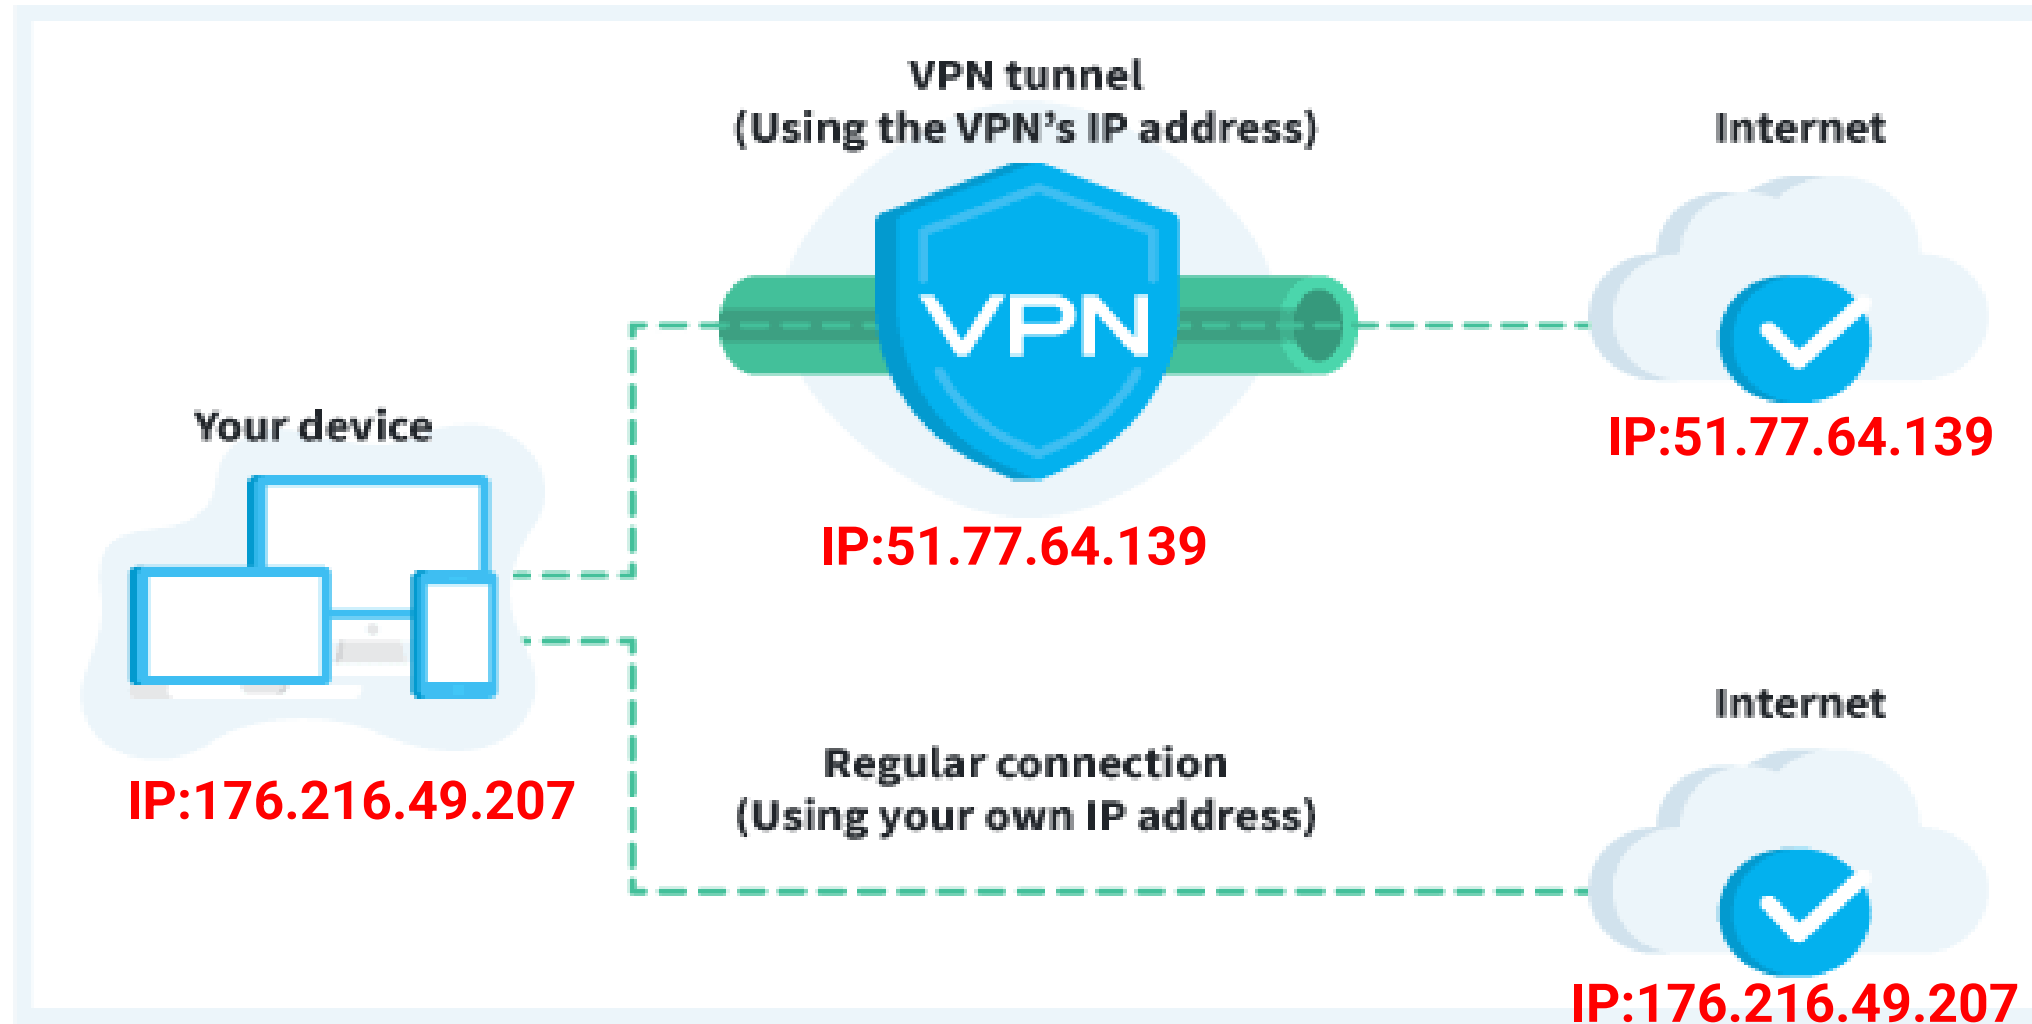 VPN tunnel
(Using the VPN's IP address)
Internet
VPN
IP:51.77.64.139
IP:51.77.64.139
Your device
IP:176.216.49.207
Regular connection
(Using your own IP address)
Internet
IP:176.216.49.207